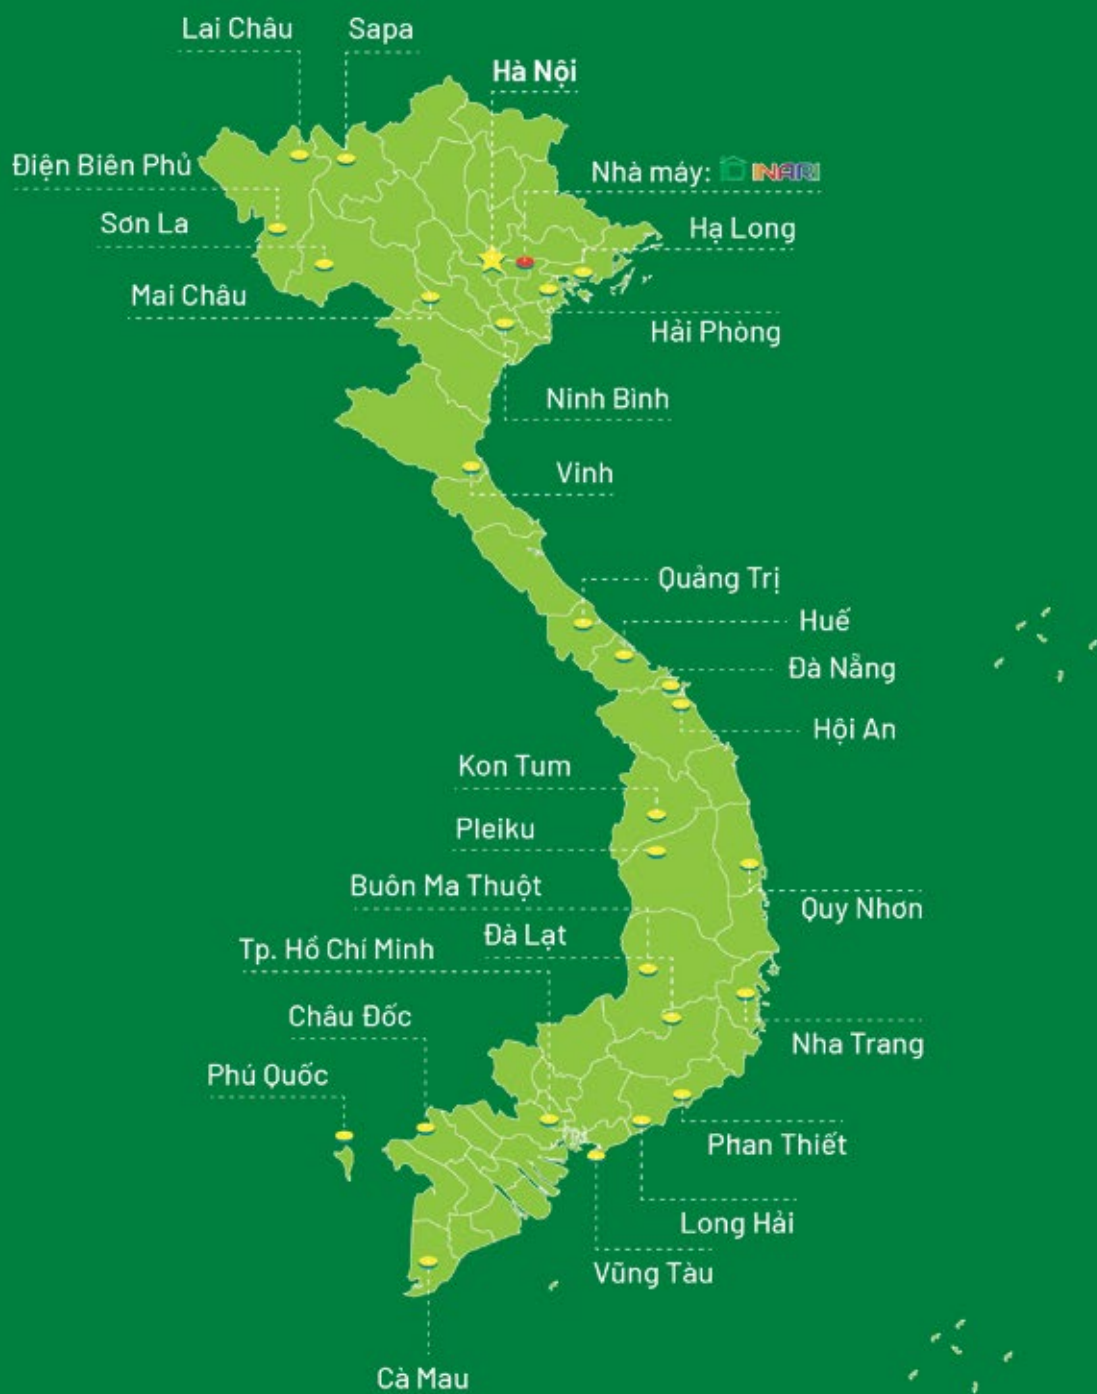 Lai Châu
Sapa
Hà Nội
Điện Biên Phủ
Nhà máy: INARI
Sơn La
Hạ Long
Mai Châu
Hải Phòng
Ninh Bình
Vinh
Quảng Trị
Huế
Đà Nẵng
Hội An
Kon Tum
Pleiku
Buôn Ma Thuột
Quy Nhơn
Đà Lạt
Tp. Hồ Chí Minh
Châu Đốc
Nha Trang
Phú Quốc
Phan Thiết
Long Hải
Vũng Tàu
Cà Mau